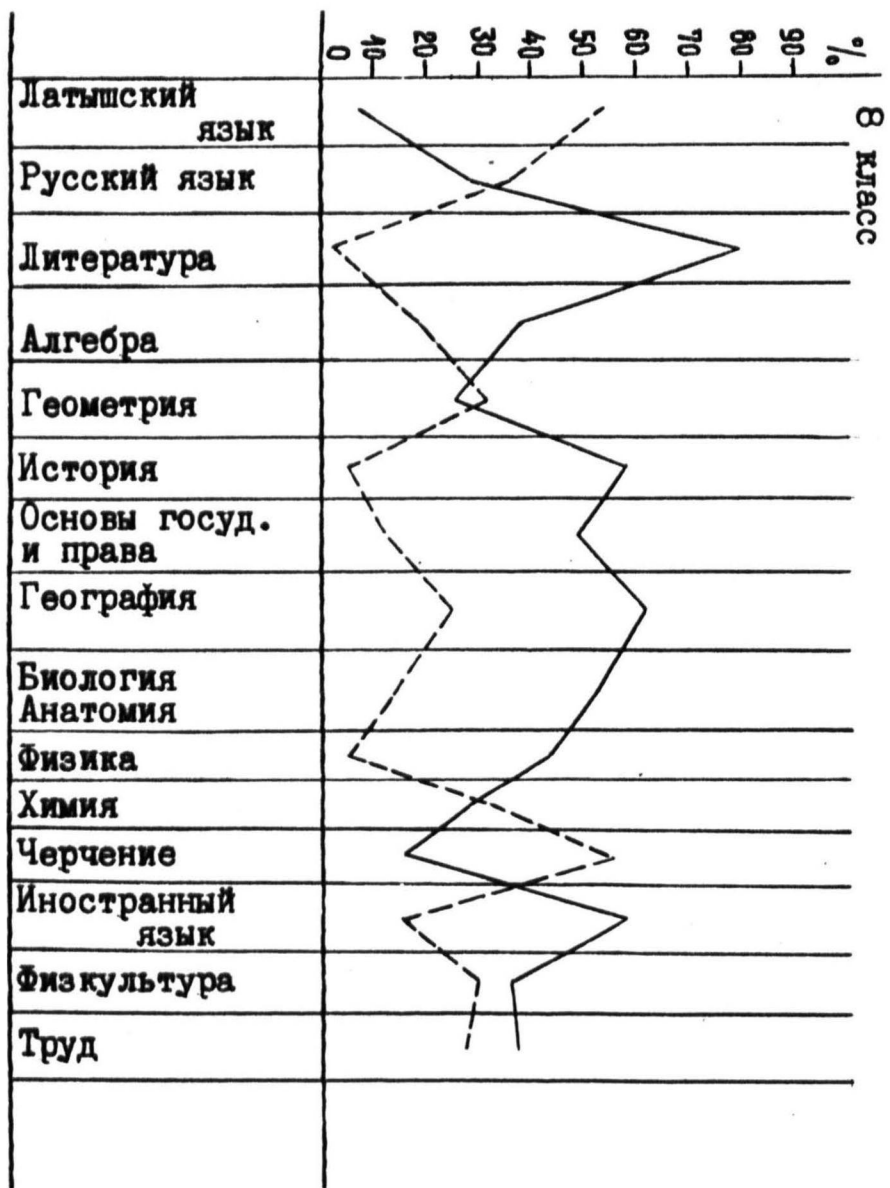 0 10 20 30 40 50 60 70 80 90 %
8 класс
Латышский
язык
Русский язык
Литература
Алгебра
Геометрия
История
Основы госуд.
и права
География
Биология
Анатомия
Физика
Химия
Черчение
Иностранный
язык
Физкультура
Труд